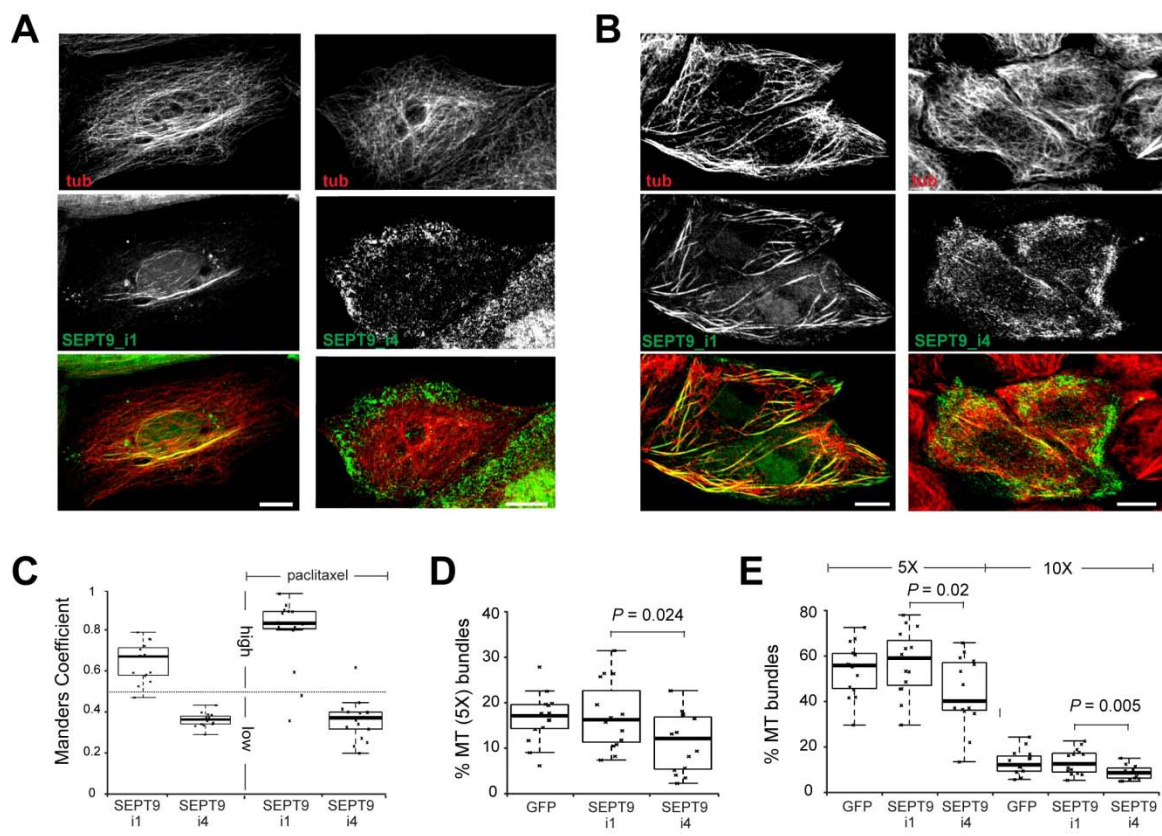 A
B
tub
tub
tub
tub
SEPT9_i1
SEPT9_i4
SEPT9_i1
SEPT9_i4
C
D
E
paclitaxel
Manders Coefficient
1
0.8
0.6
0.4
0.2
0
high
low
SEPT9
i1
SEPT9
i4
SEPT9
i1
SEPT9
i4
% MT (5X) bundles
40
30
20
10
0
P = 0.024
GFP
SEPT9
i1
SEPT9
i4
5X
10X
% MT bundles
80
60
40
20
0
P = 0.02
P = 0.005
GFP
SEPT9
i1
SEPT9
i4
GFP
SEPT9
i1
SEPT9
i4